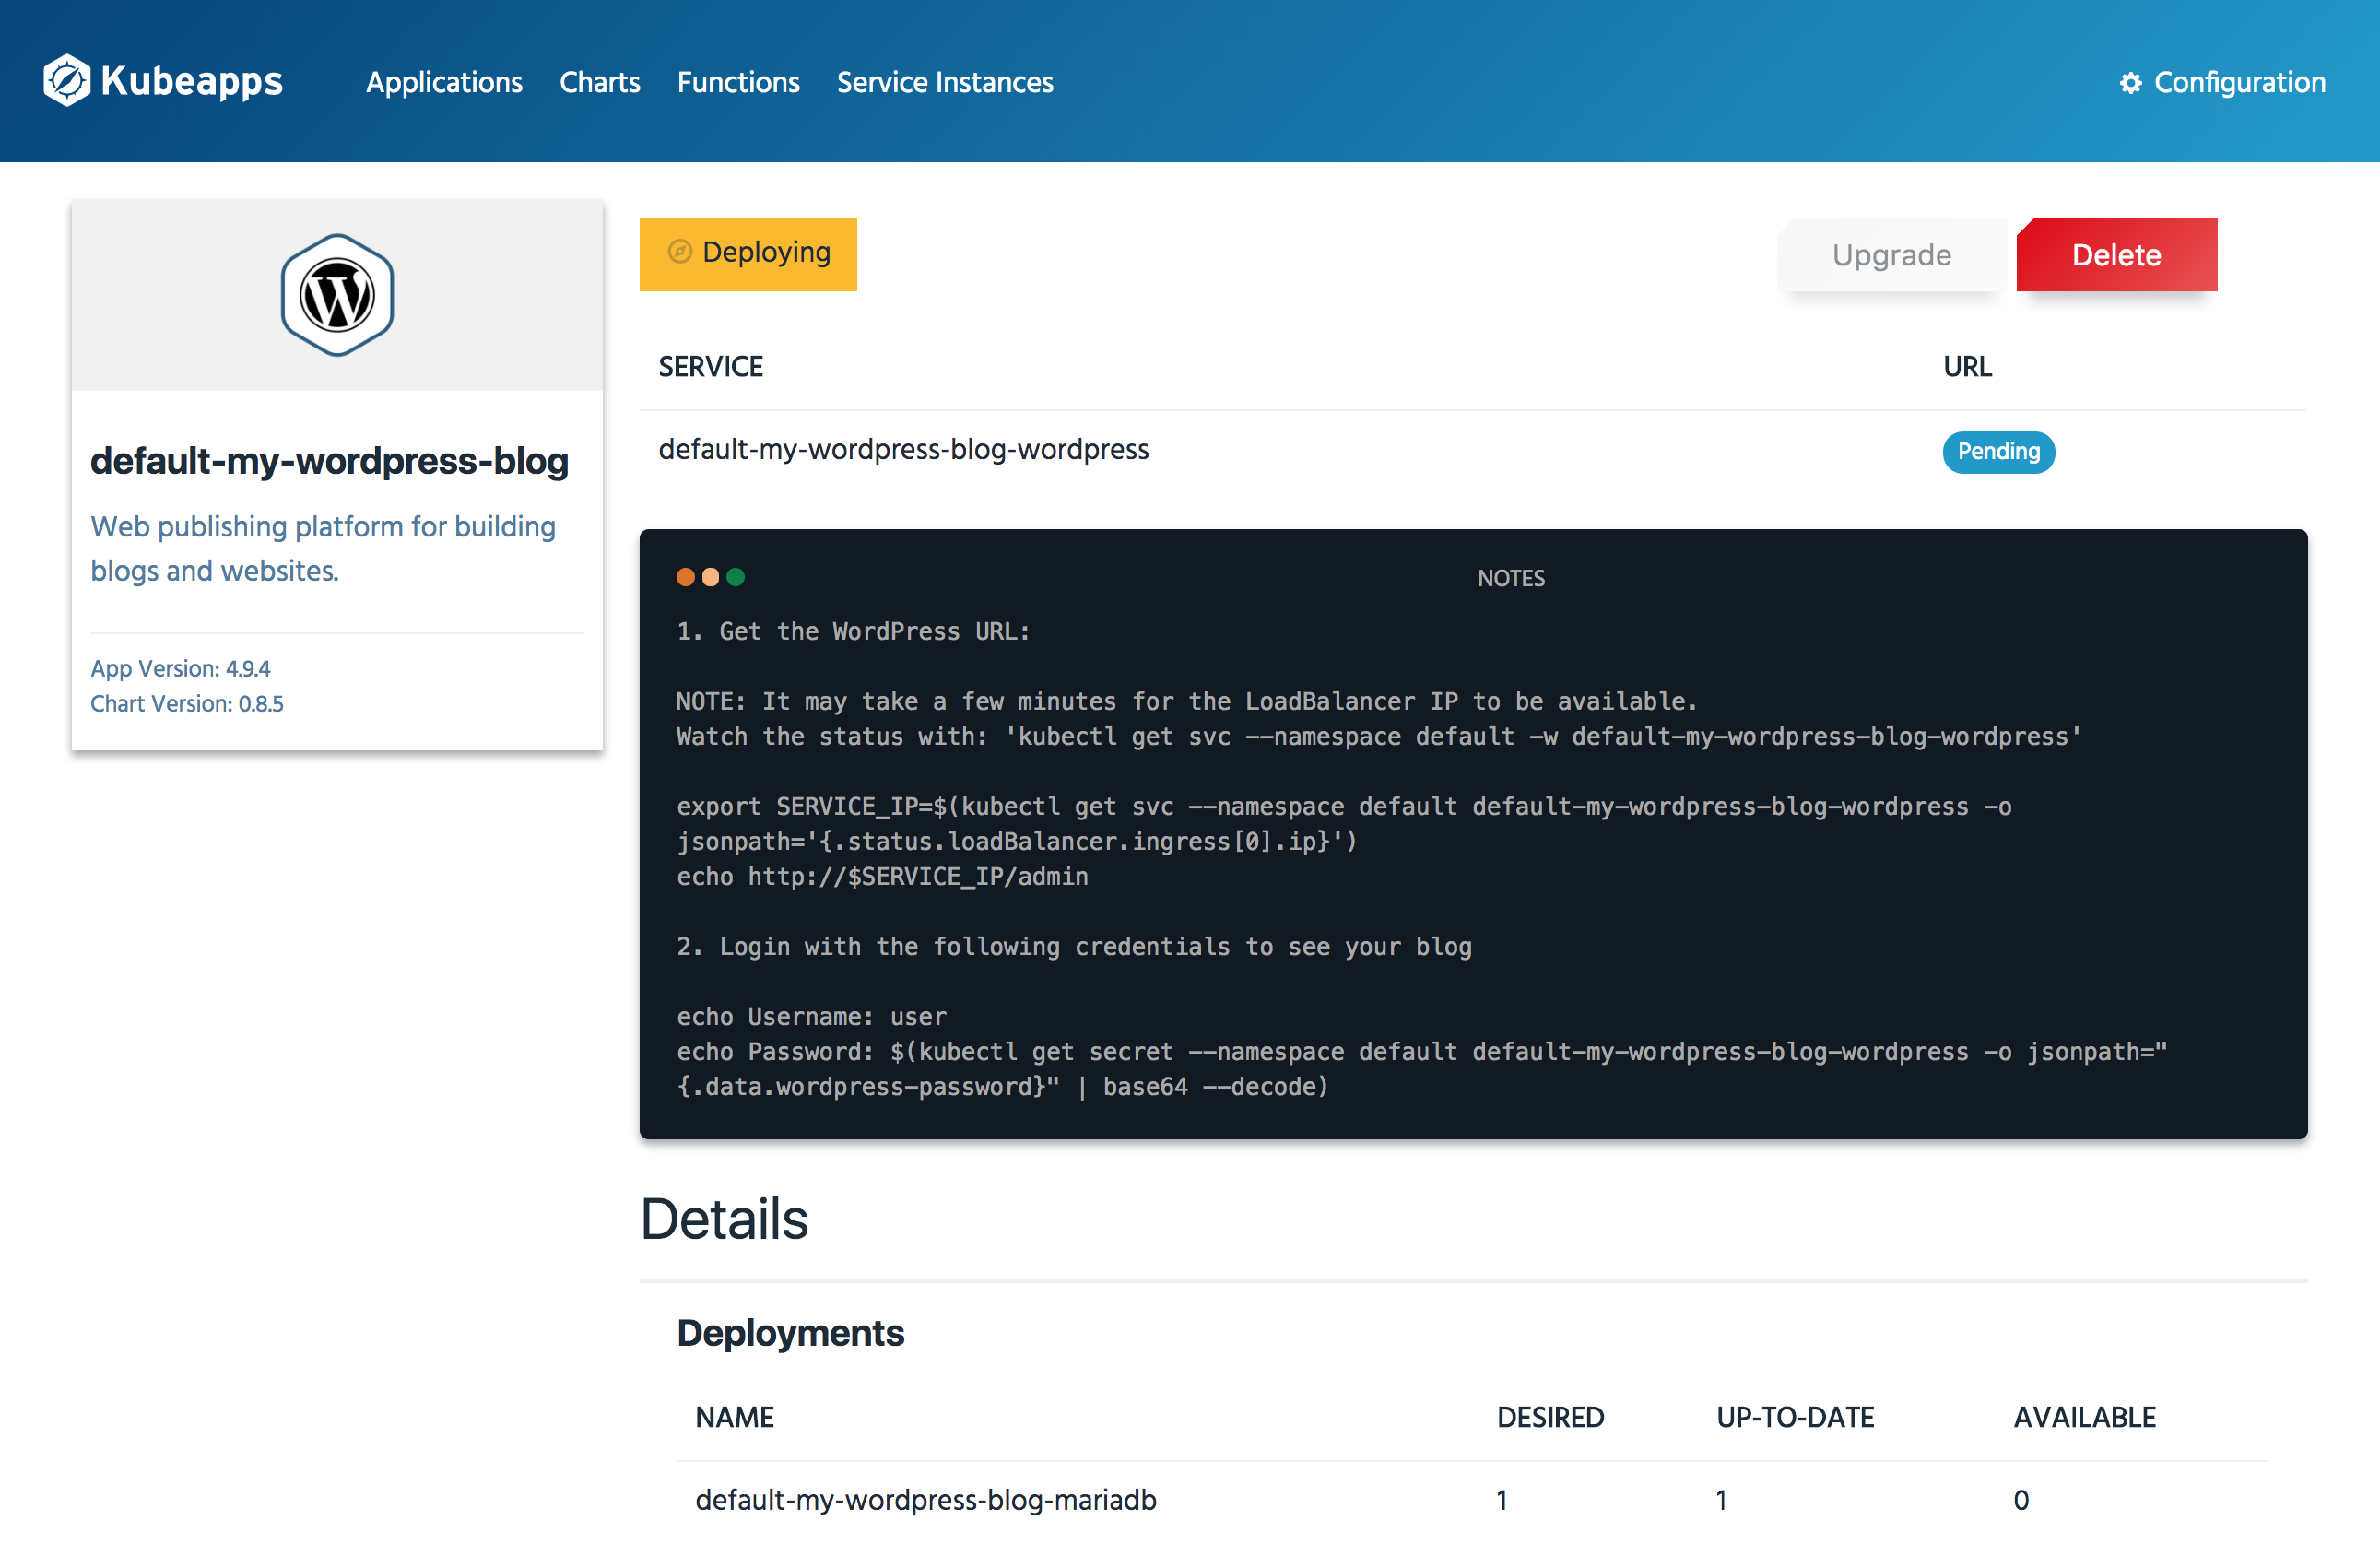 Kubeapps Applications Charts Functions Service Instances Configuration
default-my-wordpress-blog
Web publishing platform for building
blogs and websites.
App Version: 4.9.4
Chart Version: 0.8.5
Deploying Upgrade Delete
SERVICE URL
default-my-wordpress-blog-wordpress Pending
NOTES
1. Get the WordPress URL:
NOTE: It may take a few minutes for the LoadBalancer IP to be available.
Watch the status with: 'kubectl get svc --namespace default -w default-my-wordpress-blog-wordpress'
export SERVICE_IP=$(kubectl get svc --namespace default default-my-wordpress-blog-wordpress -o
jsonpath='{.status.loadBalancer.ingress[0].ip}')
echo http://$SERVICE_IP/admin
2. Login with the following credentials to see your blog
echo Username: user
echo Password: $(kubectl get secret --namespace default default-my-wordpress-blog-wordpress -o jsonpath="
{.data.wordpress-password}" | base64 --decode)
Details
Deployments
NAME DESIRED UP-TO-DATE AVAILABLE
default-my-wordpress-blog-mariadb 1 1 0